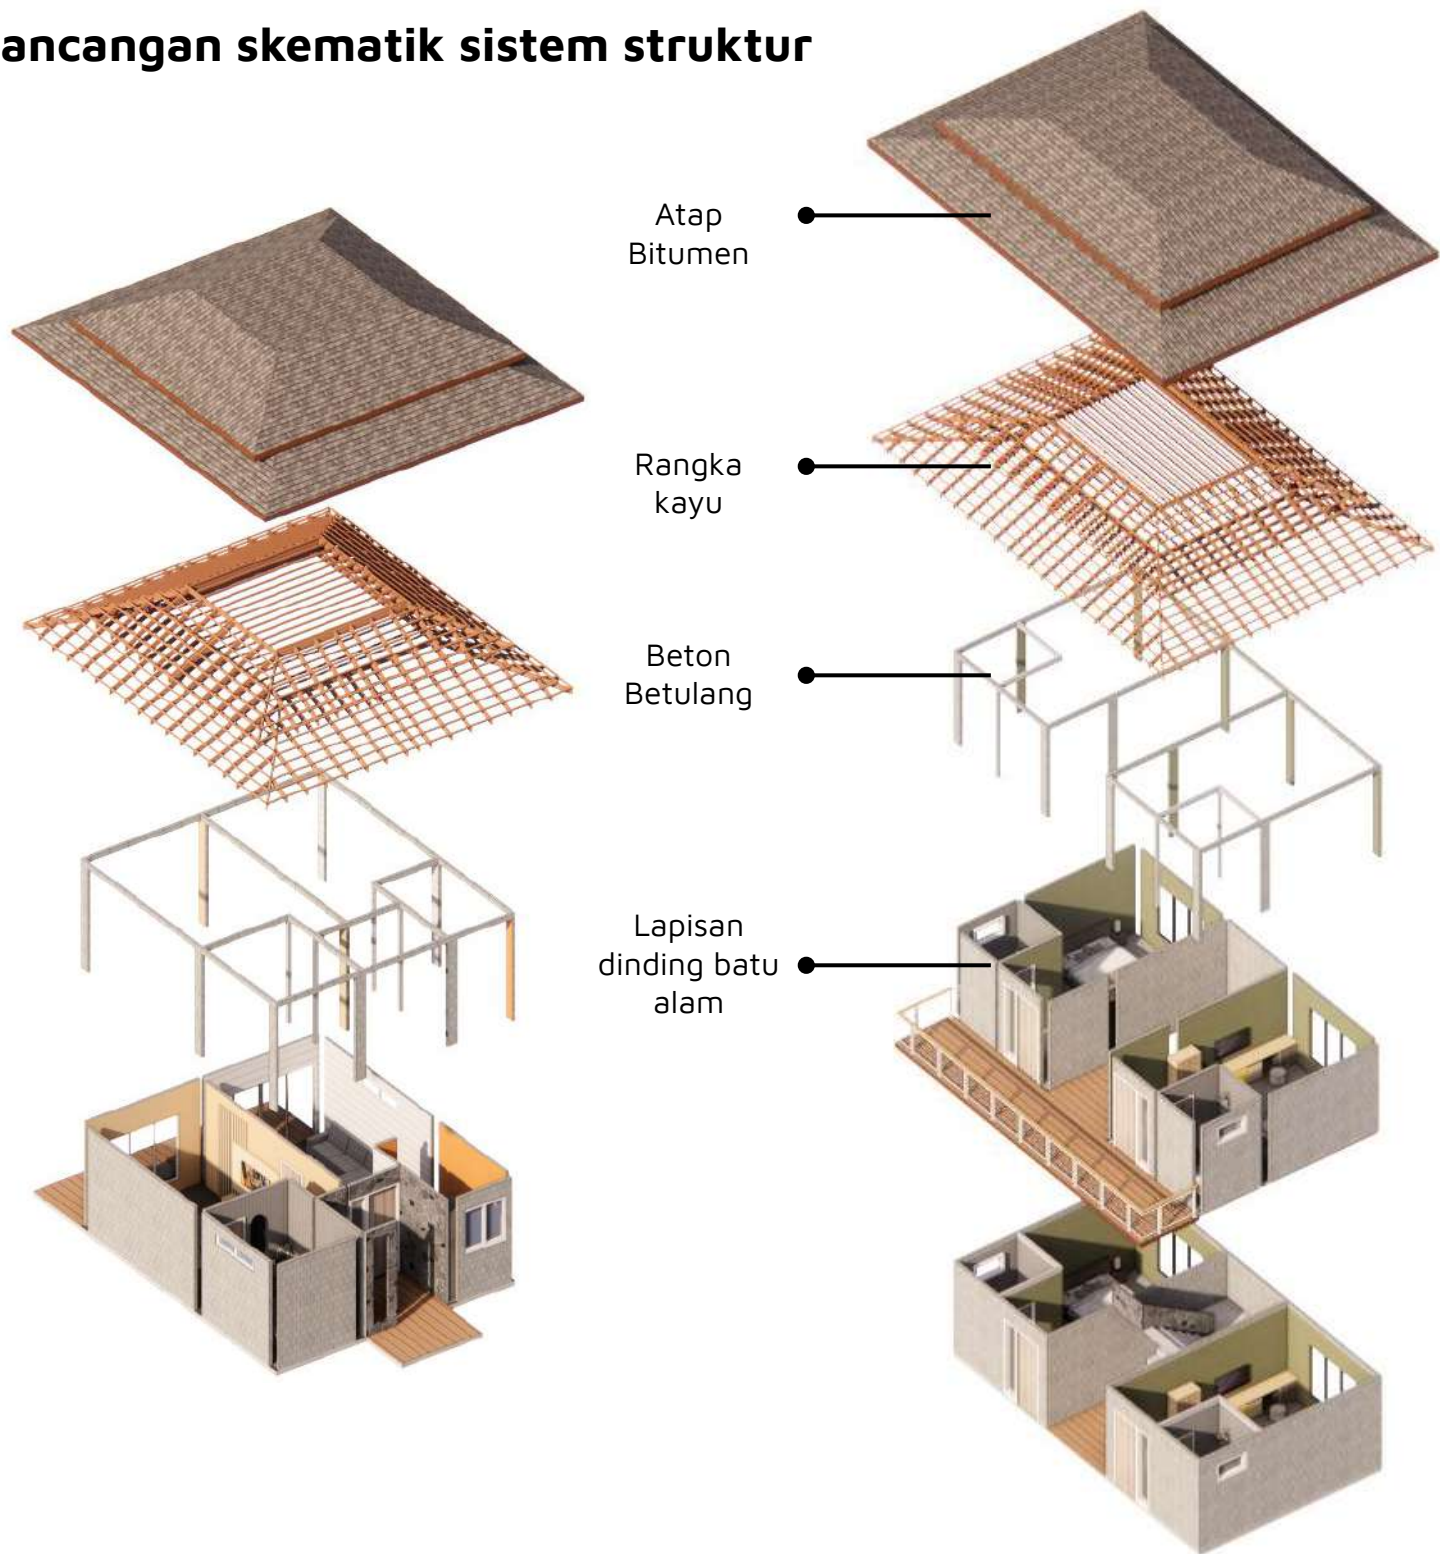 ancangan skematik sistem struktur
Atap
Bitumen
Rangka
kayu
Beton
Betulang
Lapisan
dinding batu
alam